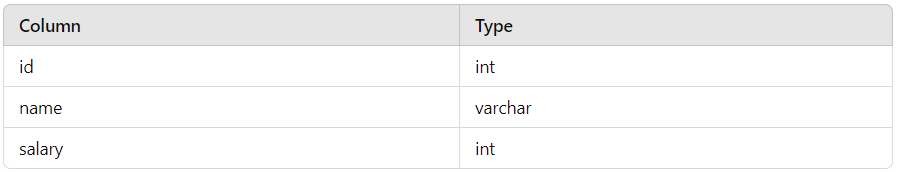 Column Type
id int
name varchar
salary int